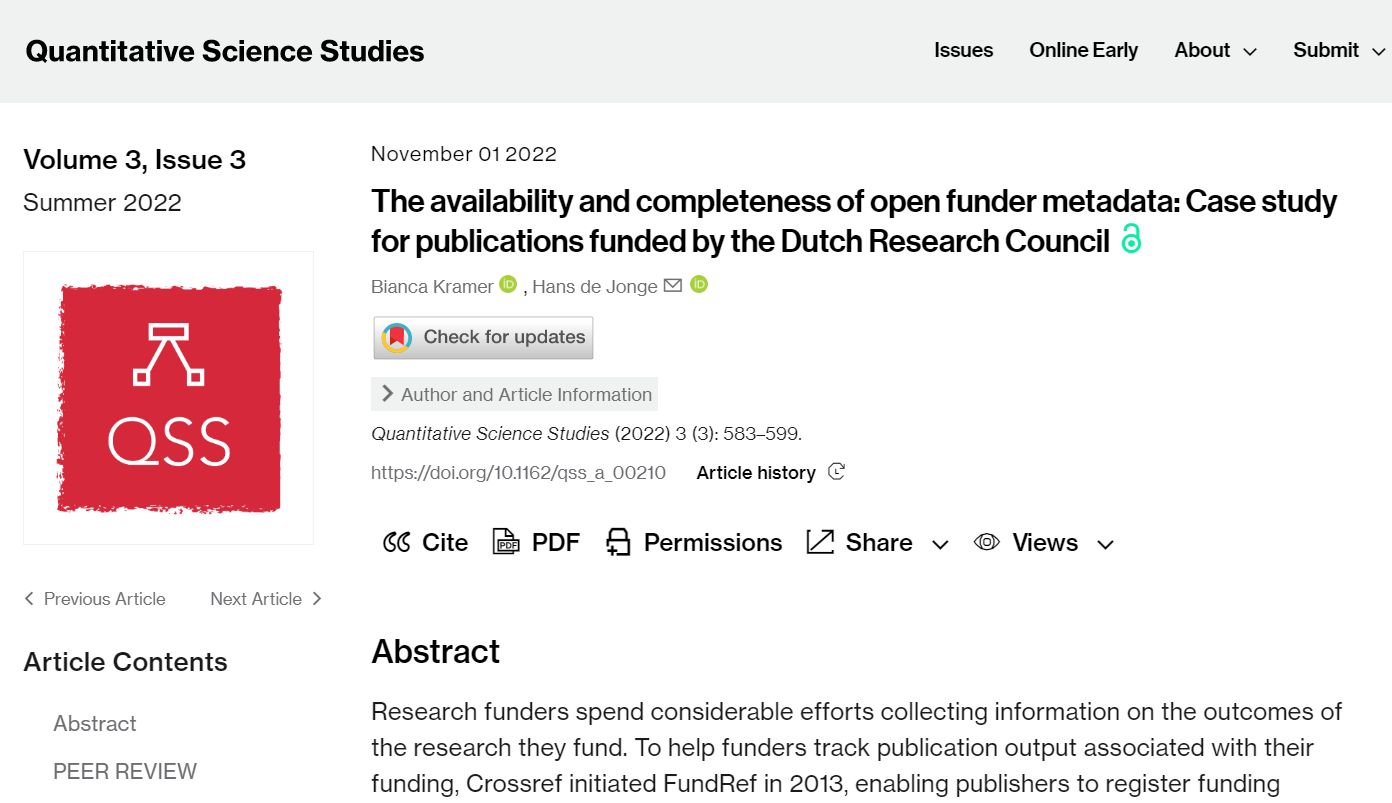 Quantitative Science Studies
Issues Online Early About Submit
Volume 3, Issue 3
Summer 2022
QSS
Previous Article Next Article
Article Contents
Abstract
PEER REVIEW
November 01 2022
The availability and completeness of open funder metadata: Case study
for publications funded by the Dutch Research Council
Bianca Kramer iD , Hans de Jonge iD
Check for updates
Author and Article Information
Quantitative Science Studies (2022) 3 (3): 583–599.
https://doi.org/10.1162/qss_a_00210 Article history
Cite PDF PDF Permissions Share Views
Abstract
Research funders spend considerable efforts collecting information on the outcomes of
the research they fund. To help funders track publication output associated with their
funding, Crossref initiated FundRef in 2013, enabling publishers to register funding